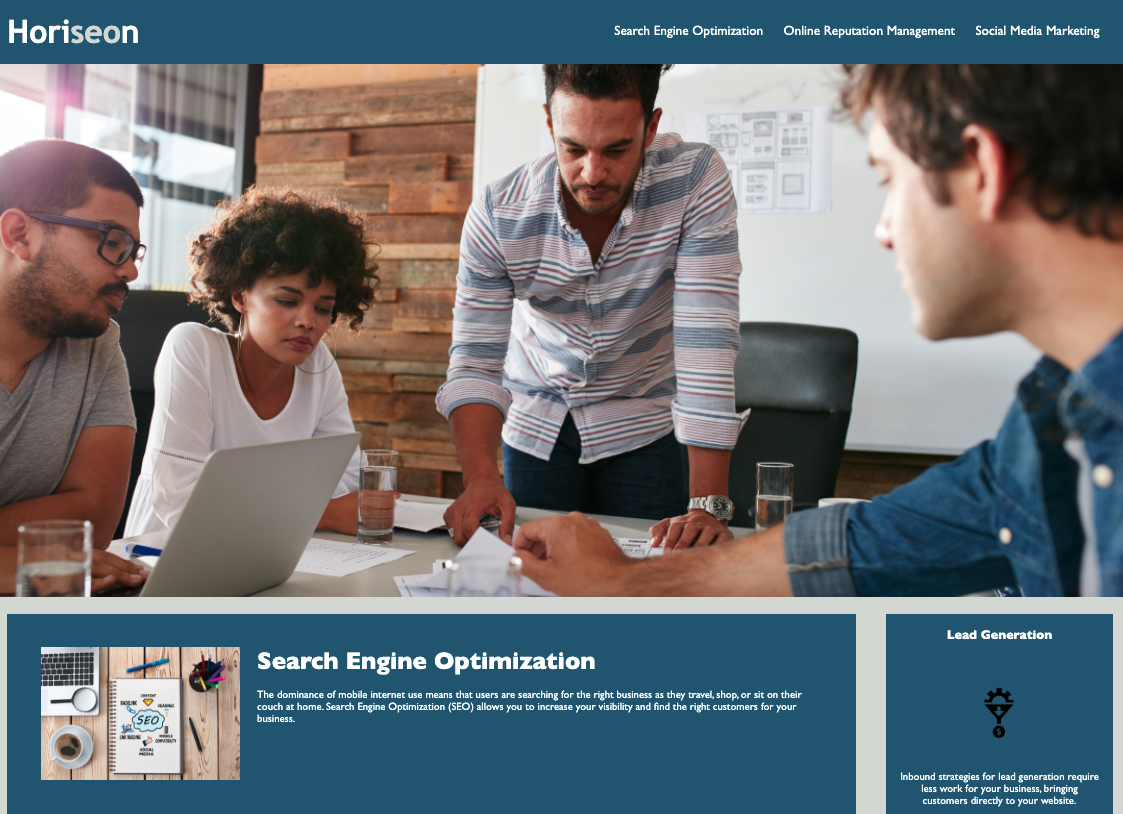 Horiseon
Search Engine Optimization
Online Reputation Management
Social Media Marketing
Search Engine Optimization
The dominance of mobile internet use means that users are searching for the right business as they travel, shop, or sit on their
couch at home. Search Engine Optimization (SEO) allows you to increase your visibility and find the right customers for your
business.
CONTENT
SEO
LINK BUILDING
MOBILE
COMPATIBILITY
SOCIAL
MEDIA
Lead Generation
$
Inbound strategies for lead generation require
less work for your business, bringing
customers directly to your website.